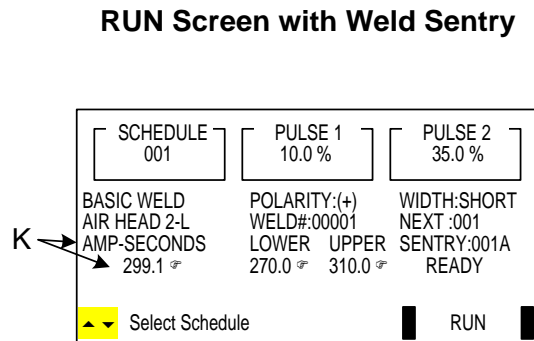 RUN Screen with Weld Sentry
SCHEDULE PULSE 1 PULSE 2
001 10.0 % 35.0 %
BASIC WELD POLARITY:(+) WIDTH:SHORT
AIR HEAD 2-L WELD#:00001 NEXT :001
K AMP-SECONDS LOWER UPPER SENTRY:001A
299.1 ☞ 270.0 ☞ 310.0 ☞ READY
▲ ▼ Select Schedule RUN